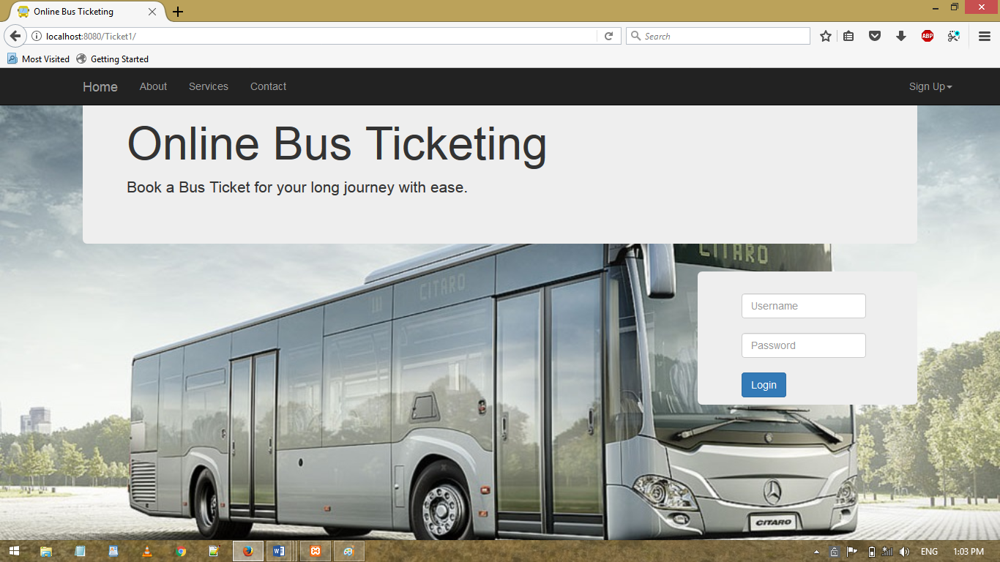 Online Bus Ticketing
localhost:8080/Ticket1/
Search
ABP
Most Visited
Getting Started
Home About Services Contact Sign Up
Online Bus Ticketing
Book a Bus Ticket for your long journey with ease.
CITARO
CITARO
Username
Password
Login
CITARO
ENG
1:03 PM